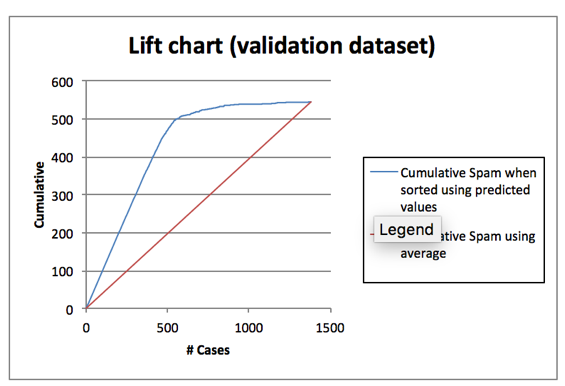 Lift chart (validation dataset)
600
500
400
300
200
100
0
Cumulative
0 500 1000 1500
# Cases
Cumulative Spam when
sorted using predicted
values
Legend
ative Spam using
average